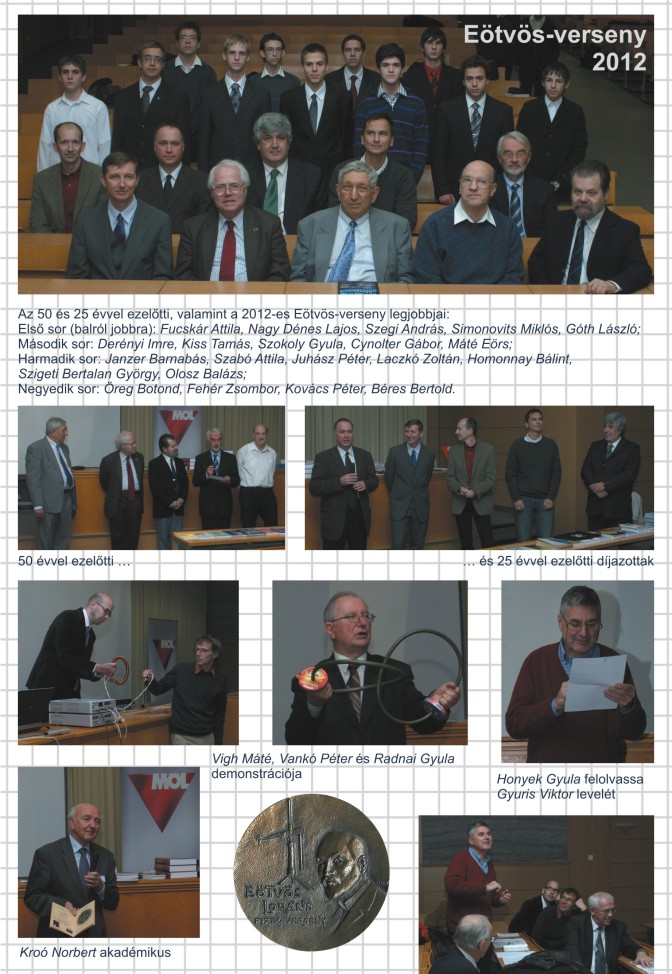 Eötvös-verseny
2012
Az 50 és 25 évvel ezelőtti, valamint a 2012-es Eötvös-verseny legjobbjai:
Első sor (balról jobbra): Fucskár Attila, Nagy Dénes Lajos, Szegi András, Simonovits Miklós, Góth László;
Második sor: Derényi Imre, Kiss Tamás, Szokoly Gyula, Cynolter Gábor, Máté Eörs;
Harmadik sor: Janzer Barnabás, Szabó Attila, Juhász Péter, Laczkó Zoltán, Homonnay Bálint,
Szigeti Bertalan György, Olosz Balázs;
Negyedik sor: Öreg Botond, Fehér Zsombor, Kovács Péter, Béres Bertold.
MOL
50 évvel ezelőtti …
… és 25 évvel ezelőtti díjazottak
MOL
Vigh Máté, Vankó Péter és Radnai Gyula
demonstrációja
Honyek Gyula felolvassa
Gyuris Viktor levelét
MOL
EÖTVÖS
LORÁND
FIZIKAVERSENY
Kroó Norbert akadémikus